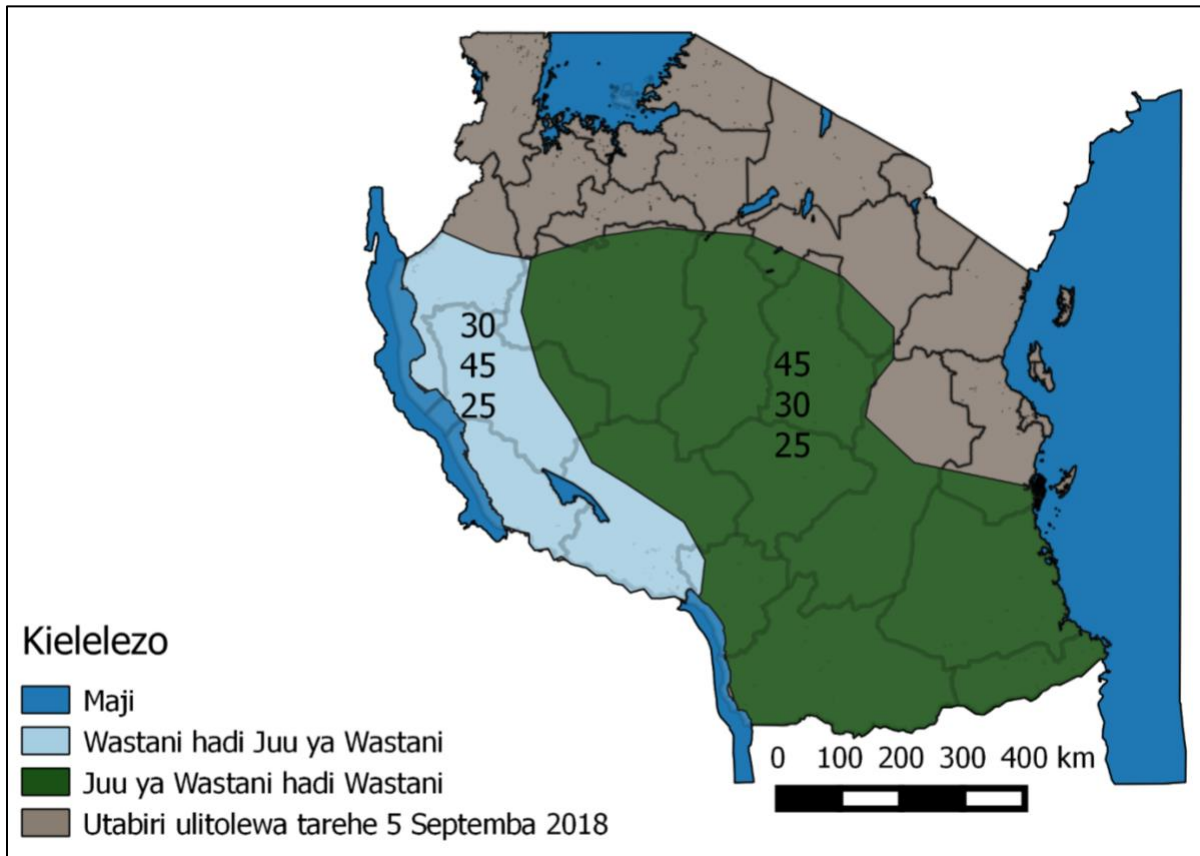 30
45
25
45
30
25
Kielelezo
Maji
Wastani hadi Juu ya Wastani
Juu ya Wastani hadi Wastani
Utabiri ulitolewa tarehe 5 Septemba 2018
0 100 200 300 400 km